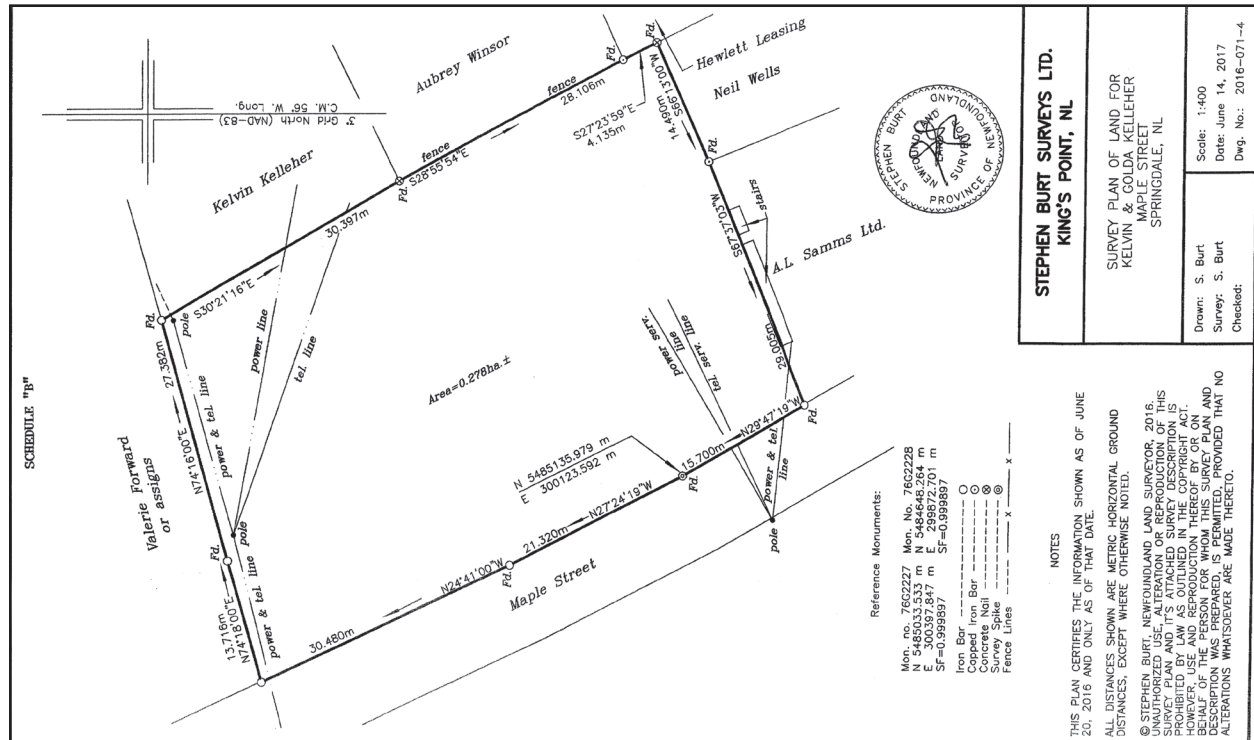 SCHEDULE "B"
3° Grid North (NAD-83)
C.M. 56° W. Long.
Kelvin Kelleher
Aubrey Winsor
Hewlett Leasing
Neil Wells
A.L. Samms Ltd.
Valerie Forward
or assigns
Maple Street
Area=0.278ha.±
Fd.
S30°21'16"E
30.397m
Fd.
fence
S28°55'54"E
fence
28.106m
Fd.
S27°23'59"E
4.135m
Fd.
S66°13'00"W
14.490m
Fd.
S67°37'03"W
29.005m
stairs
Fd.
N29°47'19"W
15.700m
Fd.
N 5485135.979 m
E 300123.592 m
N27°24'19"W
21.320m
Fd.
N24°41'00"W
30.480m
13.716m
N74°18'00"E
Fd.
N74°16'00"E
27.382m
pole
power & tel. line
power line
tel. line
pole
power & tel. line
power serv.
line
tel. serv. line
power & tel.
line
pole
STEPHEN BURT
NEWFOUNDLAND
LAND
SURVEYOR
PROVINCE OF NEWFOUNDLAND
STEPHEN BURT SURVEYS LTD.
KING'S POINT, NL
SURVEY PLAN OF LAND FOR
KELVIN & GOLDA KELLEHER
MAPLE STREET
SPRINGDALE, NL
Drawn: S. Burt
Survey: S. Burt
Checked:
Scale: 1:400
Date: June 14, 2017
Dwg. No.: 2016-071-4
Reference Monuments:
Mon. no. 76G2227 Mon. No. 76G2228
N 5485033.533 m N 5484648.264 m
E 300397.847 m E 299872.701 m
SF=0.999897 SF=0.999897
Iron Bar
Capped Iron Bar
Concrete Nail
Survey Spike
Fence Lines x x
NOTES
THIS PLAN CERTIFIES THE INFORMATION SHOWN AS OF JUNE
20, 2016 AND ONLY AS OF THAT DATE.
ALL DISTANCES SHOWN ARE METRIC HORIZONTAL GROUND
DISTANCES, EXCEPT WHERE OTHERWISE NOTED.
© STEPHEN BURT, NEWFOUNDLAND LAND SURVEYOR, 2016.
UNAUTHORIZED USE, ALTERATION OR REPRODUCTION OF THIS
SURVEY PLAN AND IT'S ATTACHED SURVEY DESCRIPTION IS
PROHIBITED BY LAW AS OUTLINED IN THE COPYRIGHT ACT.
HOWEVER, USE AND REPRODUCTION THEREOF BY OR ON
BEHALF OF THE PERSON FOR WHOM THIS SURVEY PLAN AND
DESCRIPTION WAS PREPARED, IS PERMITTED, PROVIDED THAT NO
ALTERATIONS WHATSOEVER ARE MADE THERETO.